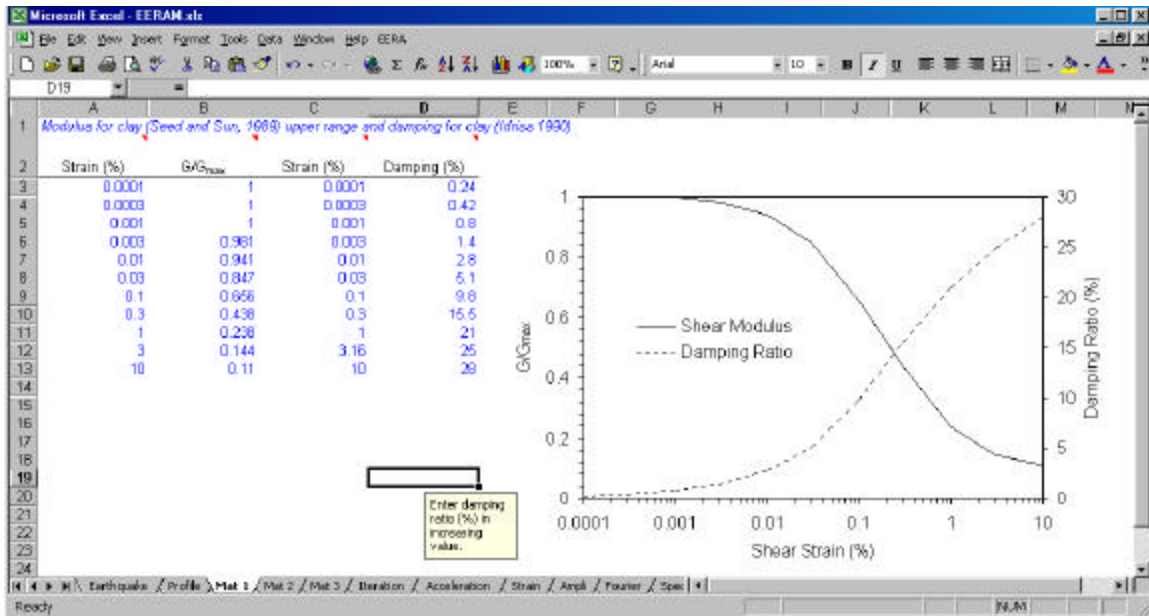 Microsoft Excel - EERAM.xls
File Edit View Insert Format Tools Data Window Help EERA
100% Arial 10 B I U
D19 =
A B C D E F G H I J K L M N
1 Modulus for clay (Seed and Sun, 1989) upper range and damping for clay (Idriss 1990)
2 Strain (%) G/Gmax Strain (%) Damping (%)
3 0.0001 1 0.0001 0.24
4 0.0003 1 0.0003 0.42
5 0.001 1 0.001 0.8
6 0.003 0.981 0.003 1.4
7 0.01 0.941 0.01 2.8
8 0.03 0.847 0.03 5.1
9 0.1 0.656 0.1 9.8
10 0.3 0.438 0.3 15.5
11 1 0.238 1 21
12 3 0.144 3.16 25
13 10 0.11 10 28
14
15
16
17
18
19
20
21
22
23
24
Enter damping
ratio (%) in
increasing
value.
1
0.8
0.6
0.4
0.2
0
G/Gmax
Shear Modulus
Damping Ratio
30
25
20
15
10
5
0
Damping Ratio (%)
0.0001 0.001 0.01 0.1 1 10
Shear Strain (%)
Earthquake Profile Mat 1 Mat 2 Mat 3 Iteration Acceleration Strain Ampli Fourier Spec
Ready NUM